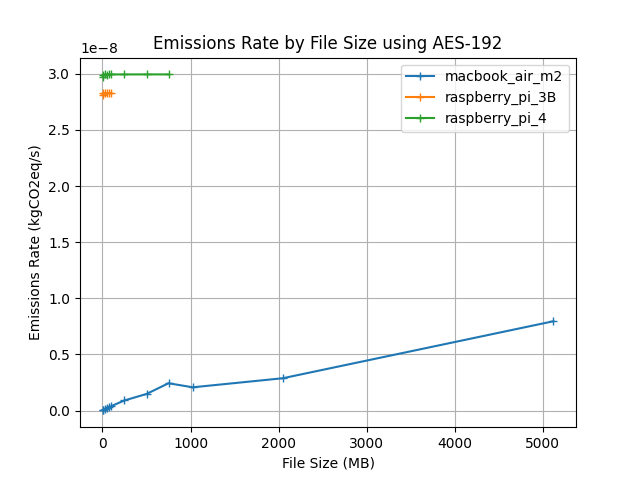 Emissions Rate by File Size using AES-192
1e−8
macbook_air_m2
raspberry_pi_3B
raspberry_pi_4
3.0
2.5
2.0
1.5
1.0
0.5
0.0
Emissions Rate (kgCO2eq/s)
0 1000 2000 3000 4000 5000
File Size (MB)